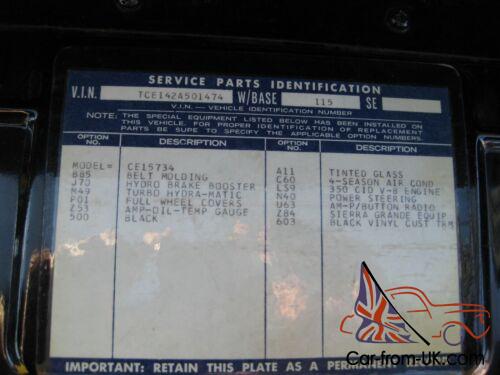 SERVICE PARTS IDENTIFICATION
V.I.N. TCE142A501474 W/BASE 115 SE
V.I.N. — VEHICLE IDENTIFICATION NUMBER
NOTE: THE SPECIAL EQUIPMENT LISTED BELOW HAS BEEN INSTALLED ON
THIS VEHICLE. FOR PROPER IDENTIFICATION OF REPLACEMENT
PARTS BE SURE TO SPECIFY THE APPLICABLE OPTION NUMBERS.
OPTION NO. DESCRIPTION OPTION NO. DESCRIPTION
MODEL= CE15734
B85 BELT MOLDING
J70 HYDRO BRAKE BOOSTER
M49 TURBO HYDRA-MATIC
P01 FULL WHEEL COVERS
Z53 AMP-OIL-TEMP GAUGE
500 BLACK
A11 TINTED GLASS
C60 4-SEASON AIR COND
LS9 350 CID V-8 ENGINE
N40 POWER STEERING
U63 AM-P/BUTTON RADIO
Z84 SIERRA GRANDE EQUIP
603 BLACK VINYL CUST TRM
IMPORTANT: RETAIN THIS PLATE AS A PERMANENT
Car-from-UK.com